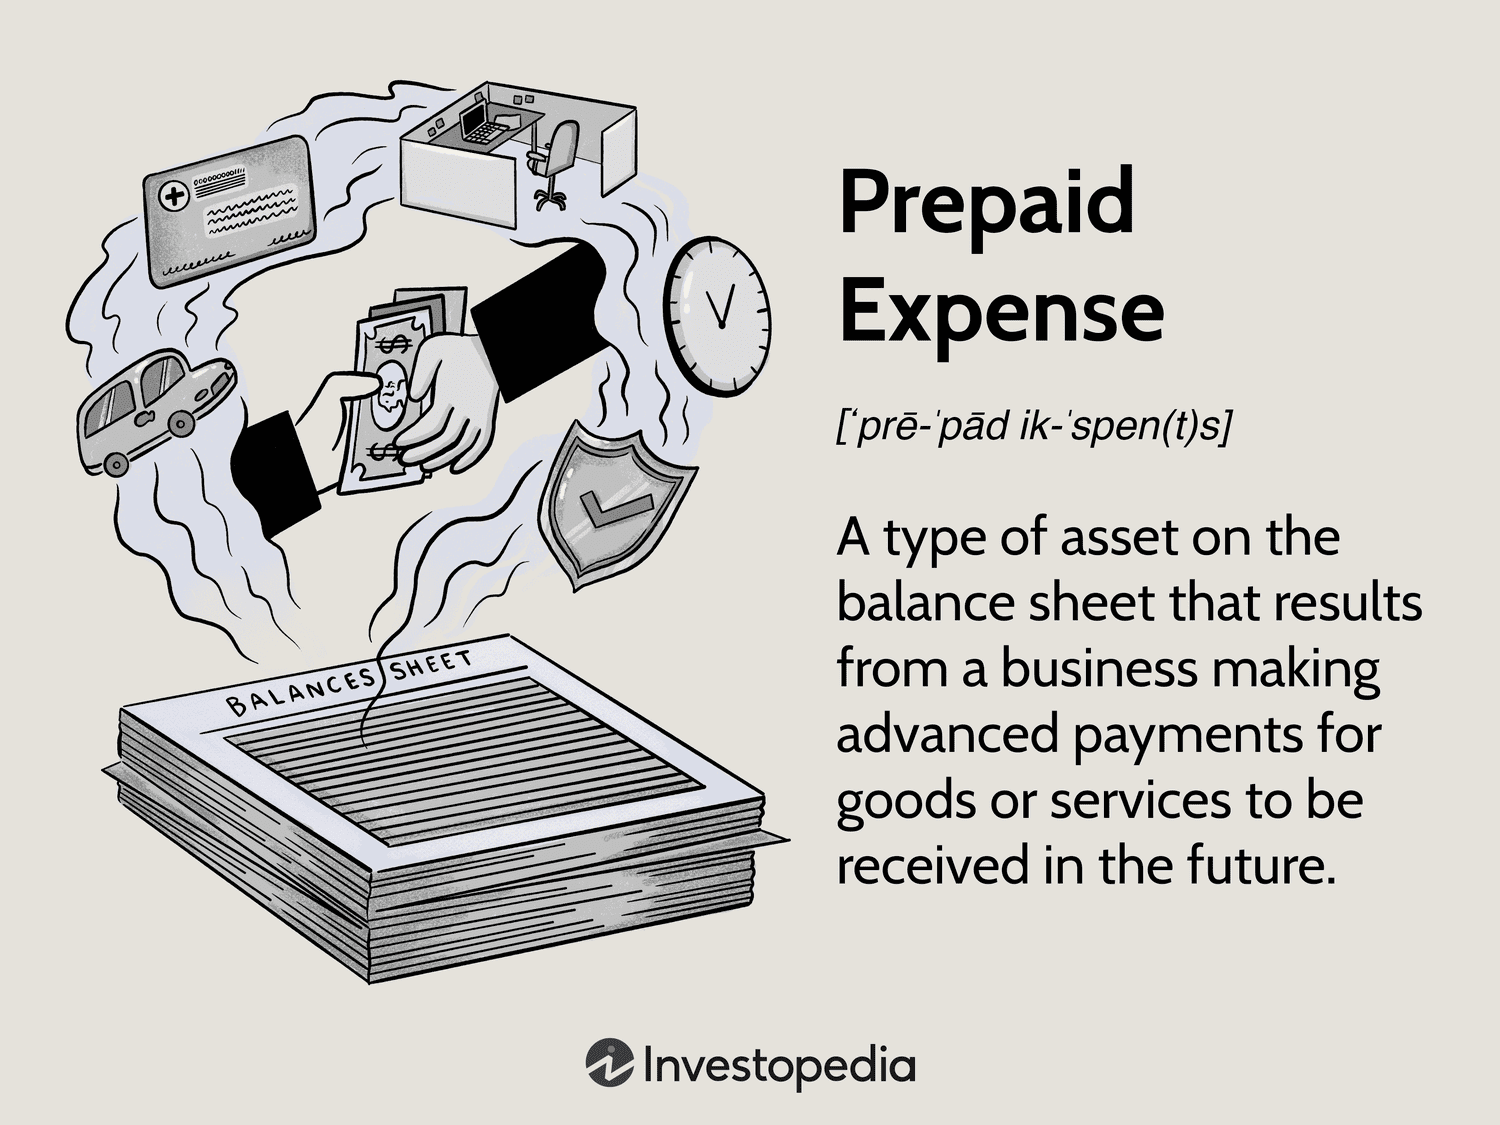 Prepaid
Expense
[ˈprē-ˈpād ik-ˈspen(t)s]
A type of asset on the
balance sheet that results
from a business making
advanced payments for
goods or services to be
received in the future.
BALANCES SHEET
$
$
Investopedia